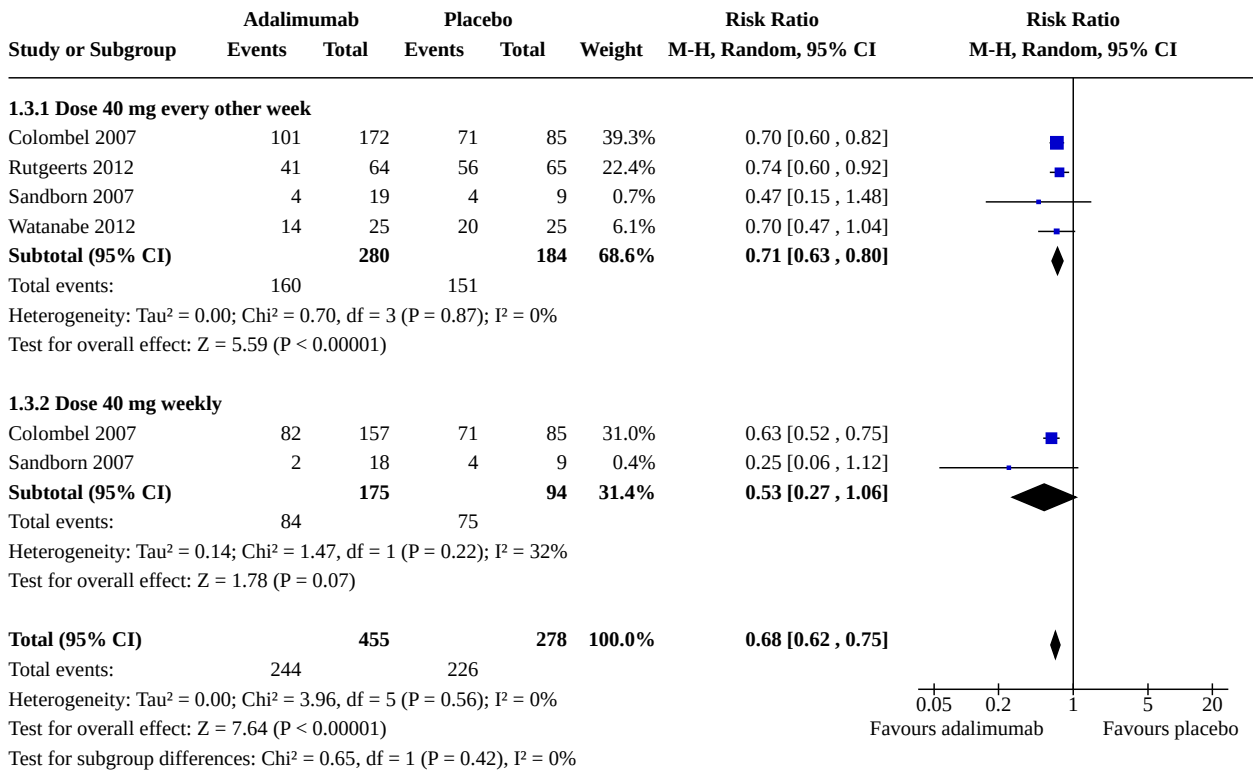 Adalimumab Placebo Risk Ratio Risk Ratio
Study or Subgroup Events Total Events Total Weight M-H, Random, 95% CI M-H, Random, 95% CI
1.3.1 Dose 40 mg every other week
Colombel 2007 101 172 71 85 39.3% 0.70 [0.60 , 0.82]
Rutgeerts 2012 41 64 56 65 22.4% 0.74 [0.60 , 0.92]
Sandborn 2007 4 19 4 9 0.7% 0.47 [0.15 , 1.48]
Watanabe 2012 14 25 20 25 6.1% 0.70 [0.47 , 1.04]
Subtotal (95% CI) 280 184 68.6% 0.71 [0.63 , 0.80]
Total events: 160 151
Heterogeneity: Tau² = 0.00; Chi² = 0.70, df = 3 (P = 0.87); I² = 0%
Test for overall effect: Z = 5.59 (P < 0.00001)
1.3.2 Dose 40 mg weekly
Colombel 2007 82 157 71 85 31.0% 0.63 [0.52 , 0.75]
Sandborn 2007 2 18 4 9 0.4% 0.25 [0.06 , 1.12]
Subtotal (95% CI) 175 94 31.4% 0.53 [0.27 , 1.06]
Total events: 84 75
Heterogeneity: Tau² = 0.14; Chi² = 1.47, df = 1 (P = 0.22); I² = 32%
Test for overall effect: Z = 1.78 (P = 0.07)
Total (95% CI) 455 278 100.0% 0.68 [0.62 , 0.75]
Total events: 244 226
Heterogeneity: Tau² = 0.00; Chi² = 3.96, df = 5 (P = 0.56); I² = 0%
Test for overall effect: Z = 7.64 (P < 0.00001)
Test for subgroup differences: Chi² = 0.65, df = 1 (P = 0.42), I² = 0%
0.05 0.2 1 5 20
Favours adalimumab Favours placebo